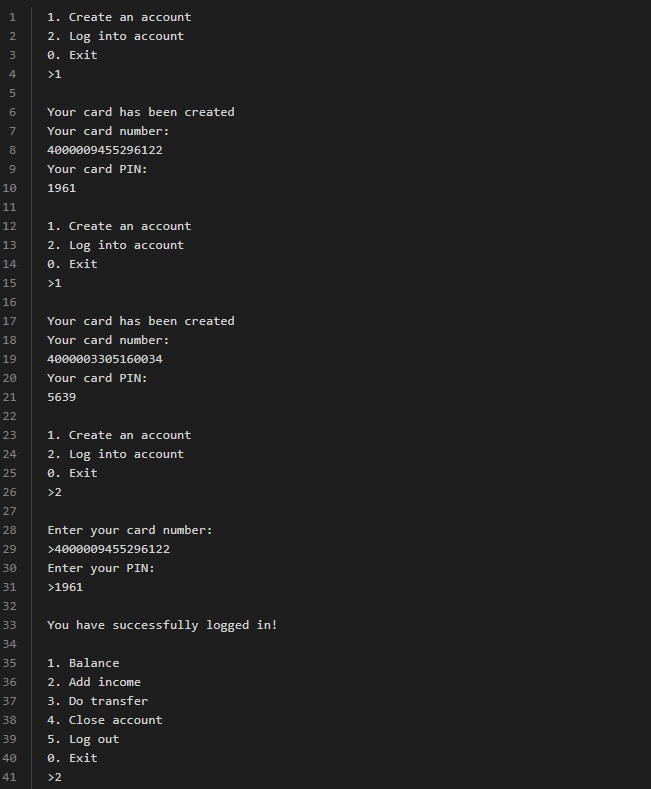 1 1. Create an account
2 2. Log into account
3 0. Exit
4 >1
5
6 Your card has been created
7 Your card number:
8 4000009455296122
9 Your card PIN:
10 1961
11
12 1. Create an account
13 2. Log into account
14 0. Exit
15 >1
16
17 Your card has been created
18 Your card number:
19 4000003305160034
20 Your card PIN:
21 5639
22
23 1. Create an account
24 2. Log into account
25 0. Exit
26 >2
27
28 Enter your card number:
29 >4000009455296122
30 Enter your PIN:
31 >1961
32
33 You have successfully logged in!
34
35 1. Balance
36 2. Add income
37 3. Do transfer
38 4. Close account
39 5. Log out
40 0. Exit
41 >2